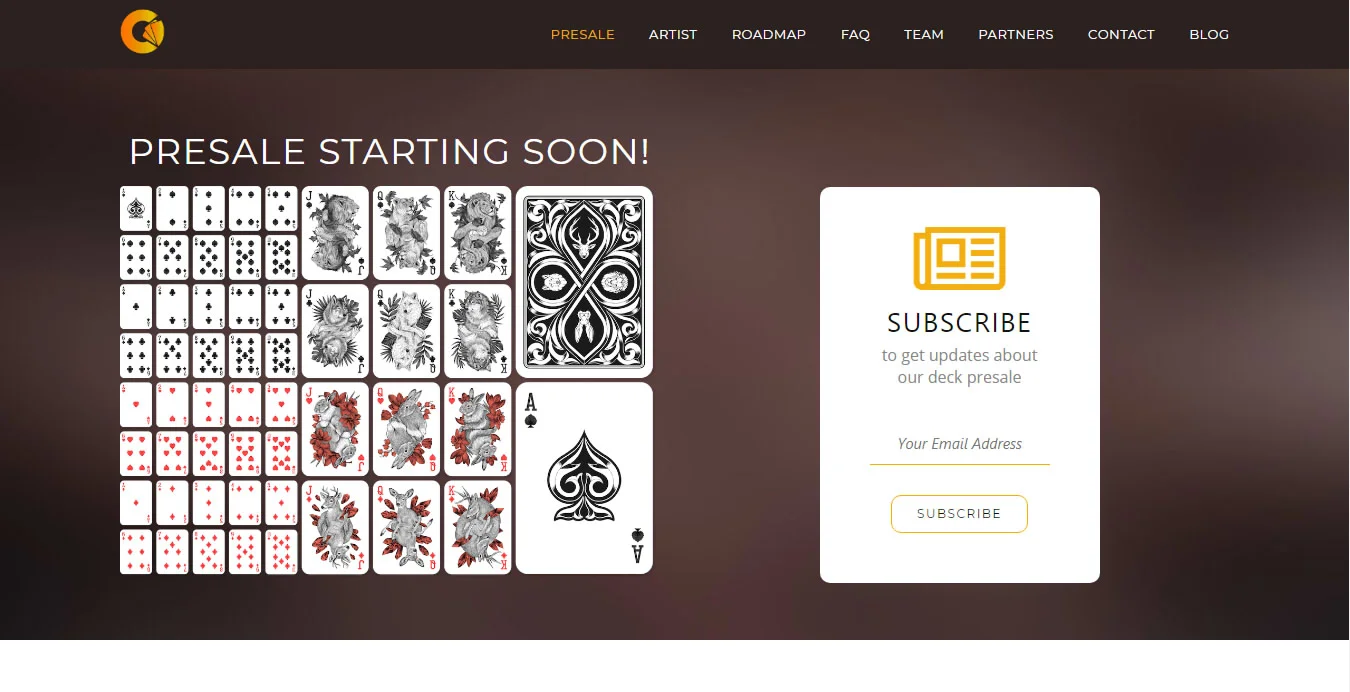 PRESALE
ARTIST
ROADMAP
FAQ
TEAM
PARTNERS
CONTACT
BLOG
PRESALE STARTING SOON!
J
Q
K
K
J
Q
K
J
Q
K
J
Q
K
A
A
SUBSCRIBE
to get updates about
our deck presale
Your Email Address
SUBSCRIBE